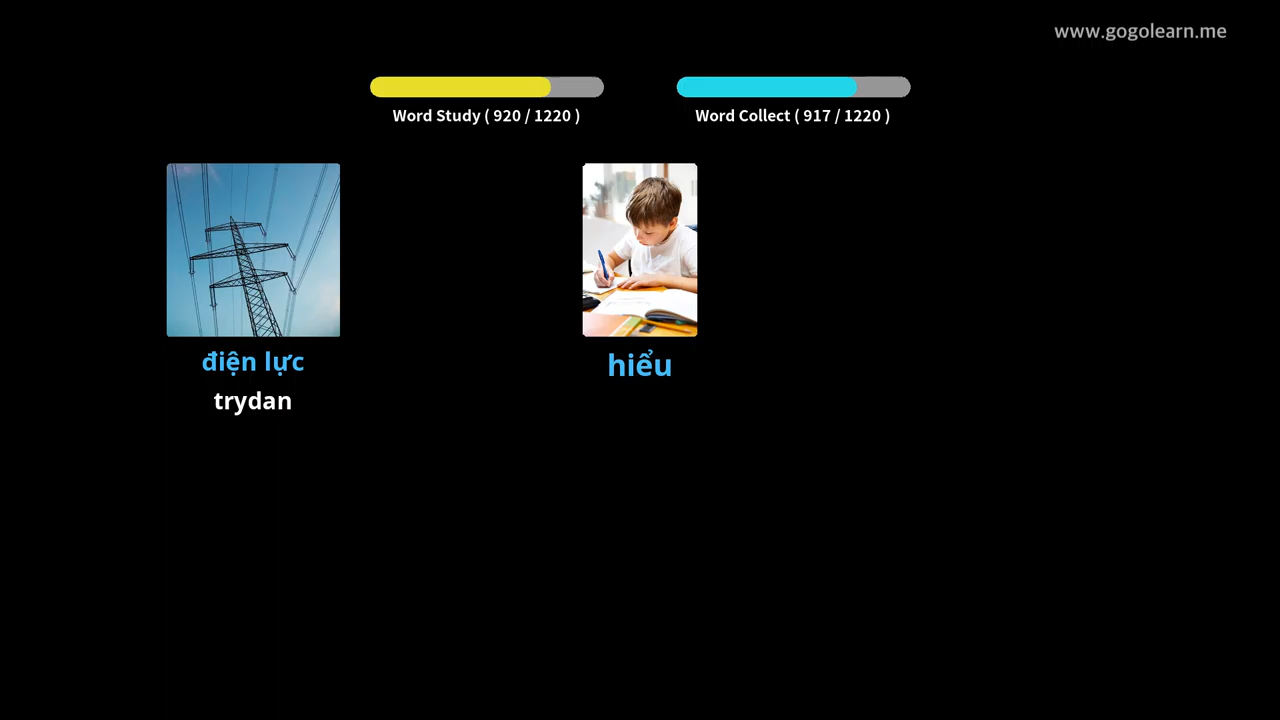 www.gogolearn.me
Word Study ( 920 / 1220 )
Word Collect ( 917 / 1220 )
điện lực
trydan
hiểu